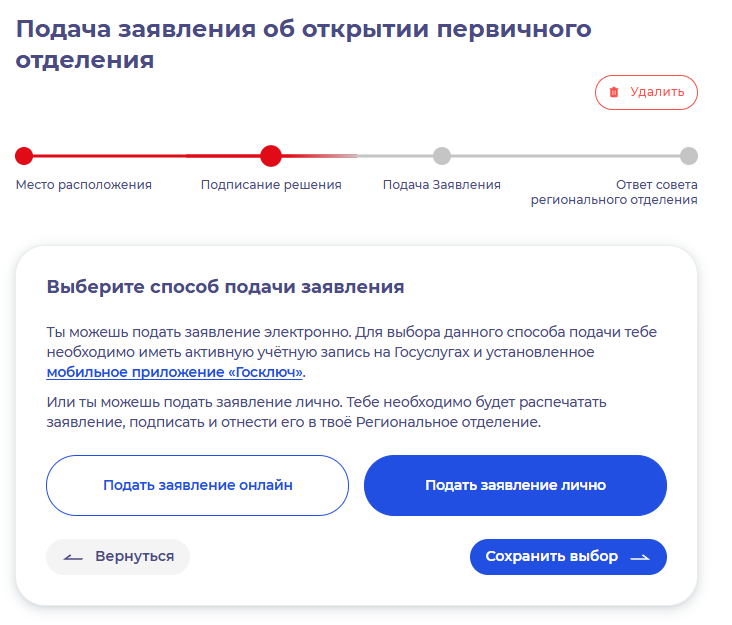 Подача заявления об открытии первичного
отделения
Удалить
Место расположения
Подписание решения
Подача Заявления
Ответ совета
регионального отделения
Выберите способ подачи заявления
Ты можешь подать заявление электронно. Для выбора данного способа подачи тебе
необходимо иметь активную учётную запись на Госуслугах и установленное
мобильное приложение «Госключ».
Или ты можешь подать заявление лично. Тебе необходимо будет распечатать
заявление, подписать и отнести его в твоё Региональное отделение.
Подать заявление онлайн
Подать заявление лично
Вернуться
Сохранить выбор